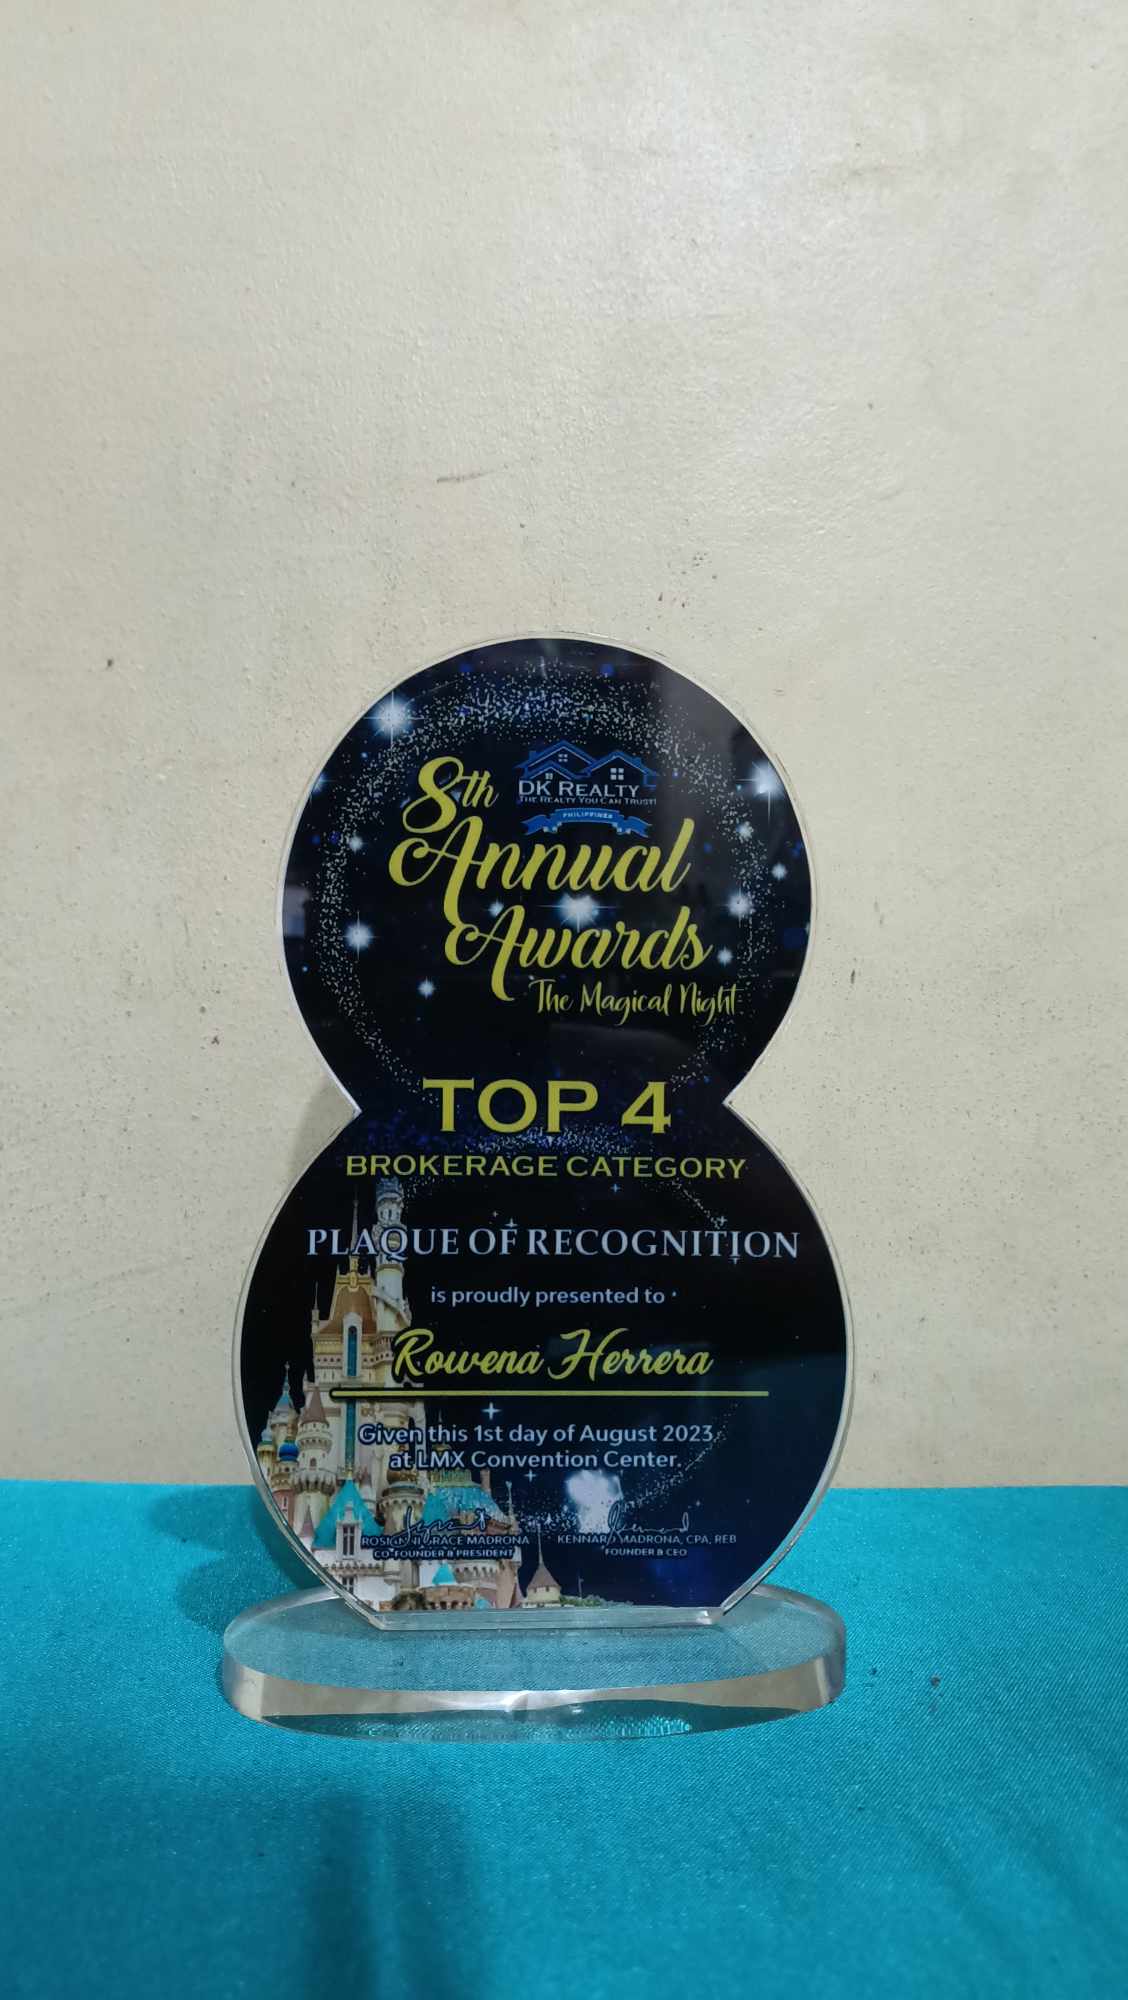 8th
DK REALTY
THE REALTY YOU CAN TRUST!
PHILIPPINES
Annual
Awards
The Magical Night
TOP 4
BROKERAGE CATEGORY
PLAQUE OF RECOGNITION
is proudly presented to
Rowena Herrera
Given this 1st day of August 2023,
at LMX Convention Center.
GRACE MADRONA
CO-FOUNDER & PRESIDENT
MADRONA, CPA, REB
FOUNDER & CEO